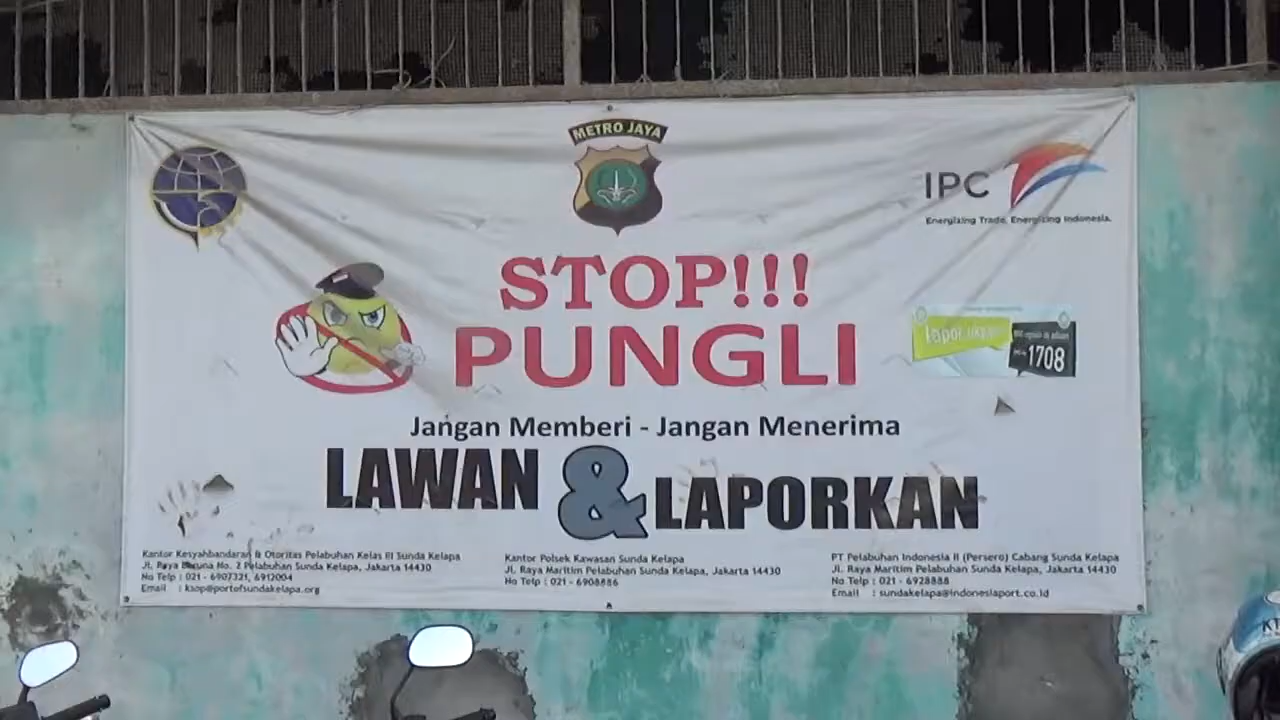 METRO JAYA
IPC
Energizing Trade. Energizing Indonesia.
STOP!!!
PUNGLI
lapor
1708
Jangan Memberi - Jangan Menerima
LAWAN & LAPORKAN
Kantor Kesyahbandaran & Otoritas Pelabuhan Kelas III Sunda Kelapa
Jl. Raya Baruna No. 2 Pelabuhan Sunda Kelapa, Jakarta 14430
No Telp : 021 - 6907321, 6912004
Email : ksop@portofsundakelapa.org
Kantor Polsek Kawasan Sunda Kelapa
Jl. Raya Maritim Pelabuhan Sunda Kelapa, Jakarta 14430
No Telp : 021 - 6908886
PT Pelabuhan Indonesia II (Persero) Cabang Sunda Kelapa
Jl. Raya Maritim Pelabuhan Sunda Kelapa, Jakarta 14430
No Telp : 021 - 6928888
Email : sundakelapa@indonesiaport.co.id